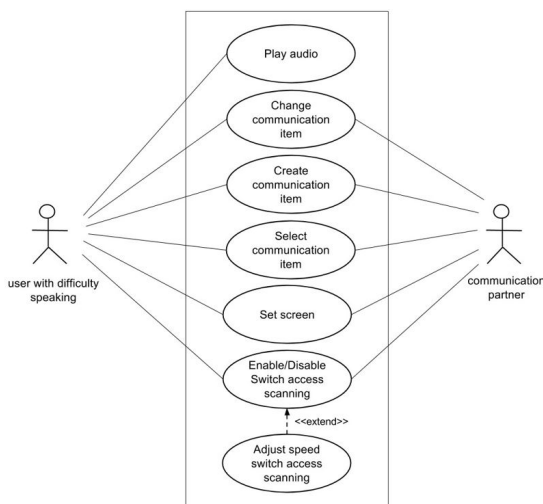 Play audio
Change
communication
item
Create
communication
item
Select
communication
item
user with difficulty
speaking
communication
partner
Set screen
Enable/Disable
Switch access
scanning
<<extend>>
Adjust speed
switch access
scanning